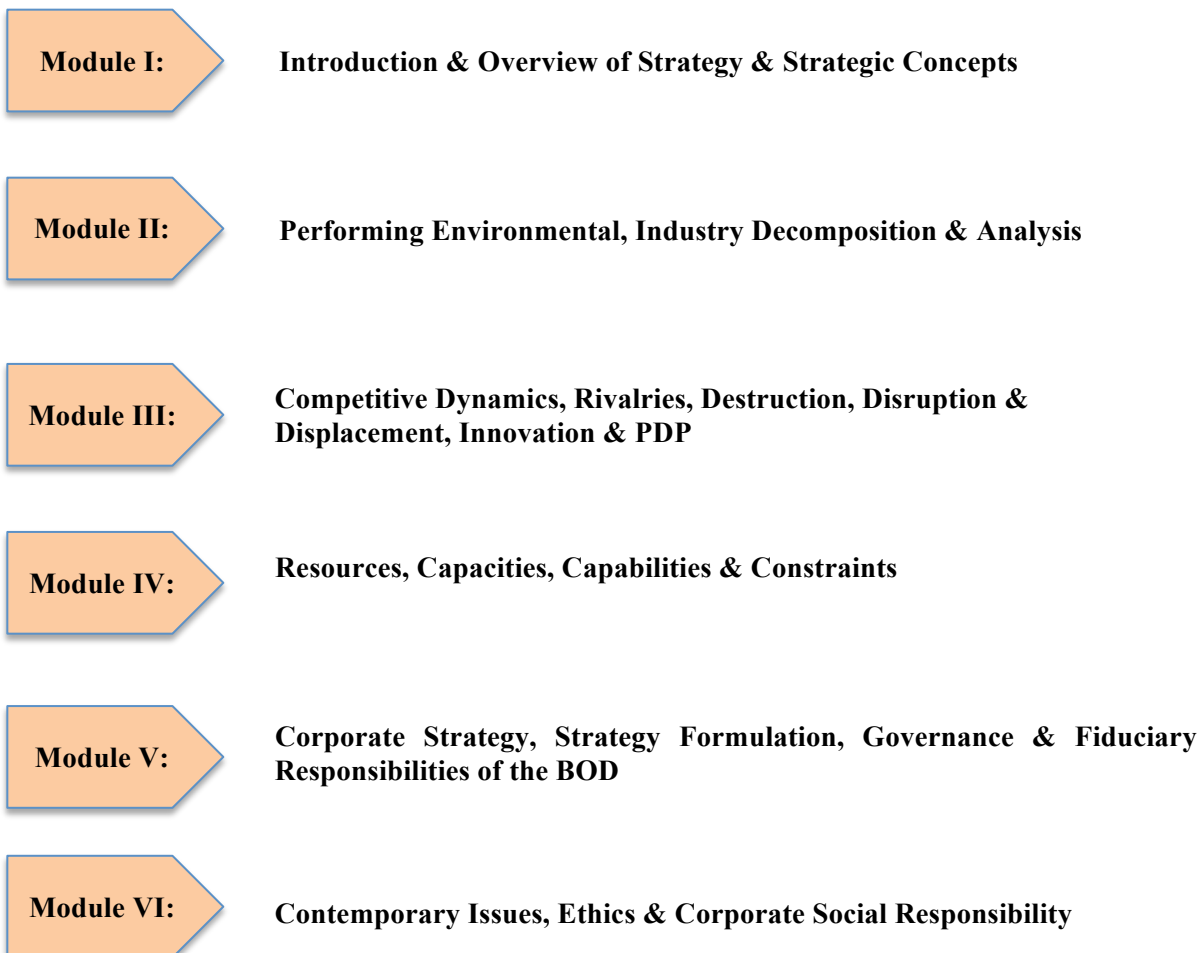 Module I:
Introduction & Overview of Strategy & Strategic Concepts
Module II:
Performing Environmental, Industry Decomposition & Analysis
Module III:
Competitive Dynamics, Rivalries, Destruction, Disruption &
Displacement, Innovation & PDP
Module IV:
Resources, Capacities, Capabilities & Constraints
Module V:
Corporate Strategy, Strategy Formulation, Governance & Fiduciary
Responsibilities of the BOD
Module VI:
Contemporary Issues, Ethics & Corporate Social Responsibility